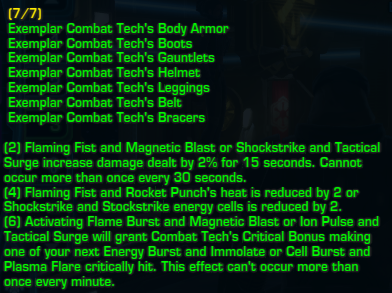 (7/7)
Exemplar Combat Tech's Body Armor
Exemplar Combat Tech's Boots
Exemplar Combat Tech's Gauntlets
Exemplar Combat Tech's Helmet
Exemplar Combat Tech's Leggings
Exemplar Combat Tech's Belt
Exemplar Combat Tech's Bracers
(2) Flaming Fist and Magnetic Blast or Shockstrike and Tactical
Surge increase damage dealt by 2% for 15 seconds. Cannot
occur more than once every 30 seconds.
(4) Flaming Fist and Rocket Punch's heat is reduced by 2 or
Shockstrike and Stockstrike energy cells is reduced by 2.
(6) Activating Flame Burst and Magnetic Blast or Ion Pulse and
Tactical Surge will grant Combat Tech's Critical Bonus making
one of your next Energy Burst and Immolate or Cell Burst and
Plasma Flare critically hit. This effect can't occur more than
once every minute.